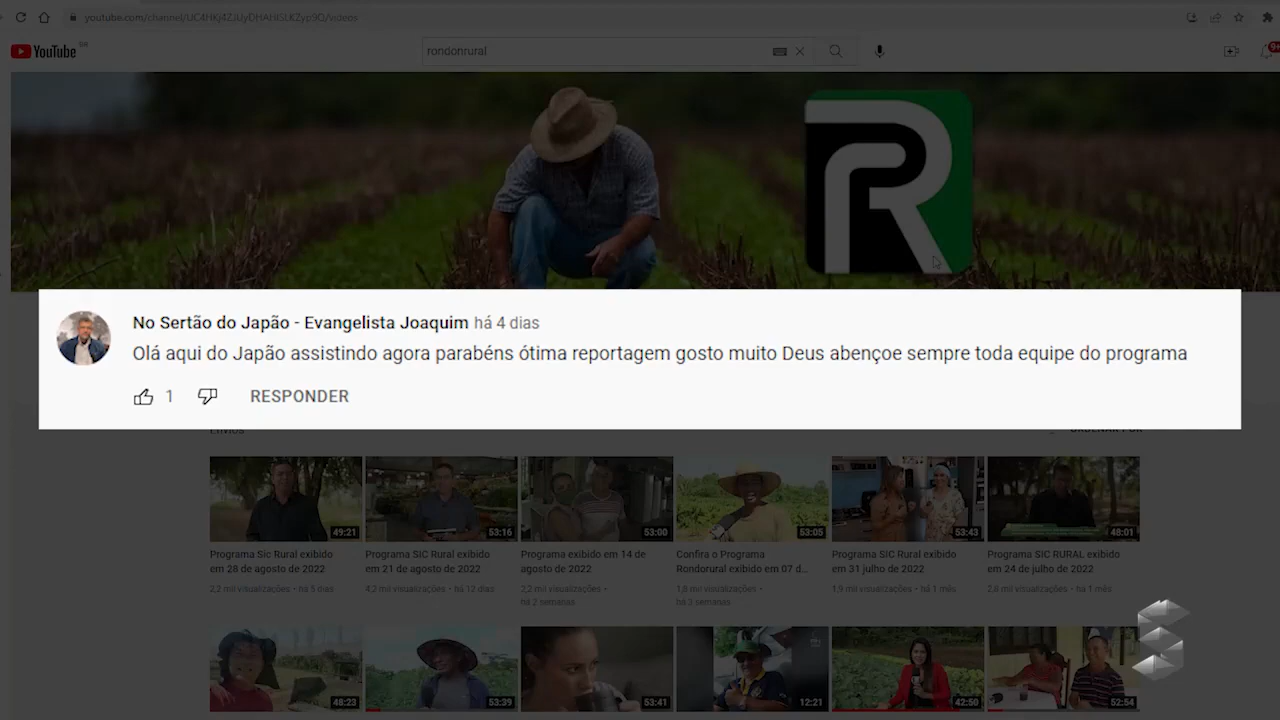 youtube.com/channel/
YouTube BR
rondonrural
9+
R
No Sertão do Japão - Evangelista Joaquim há 4 dias
Olá aqui do Japão assistindo agora parabéns ótima reportagem gosto muito Deus abençoe sempre toda equipe do programa
1 RESPONDER
49:21 53:16 53:00 53:05 53:43 48:01
Programa SIC Rural exibido em 28 de agosto de 2022
2,2 mil visualizações • há 5 dias
Programa SIC Rural exibido em 21 de agosto de 2022
4,2 mil visualizações • há 12 dias
Programa exibido em 14 de agosto de 2022
3,2 mil visualizações • há 2 semanas
Confira o Programa Rondorural exibido em 07 d...
1,8 mil visualizações • há 3 semanas
Programa SIC Rural exibido em 31 julho de 2022
1,9 mil visualizações • há 1 mês
Programa SIC RURAL exibido em 24 de julho de 2022
2,8 mil visualizações • há 1 mês
48:23 53:39 53:41 12:21 42:50 52:54